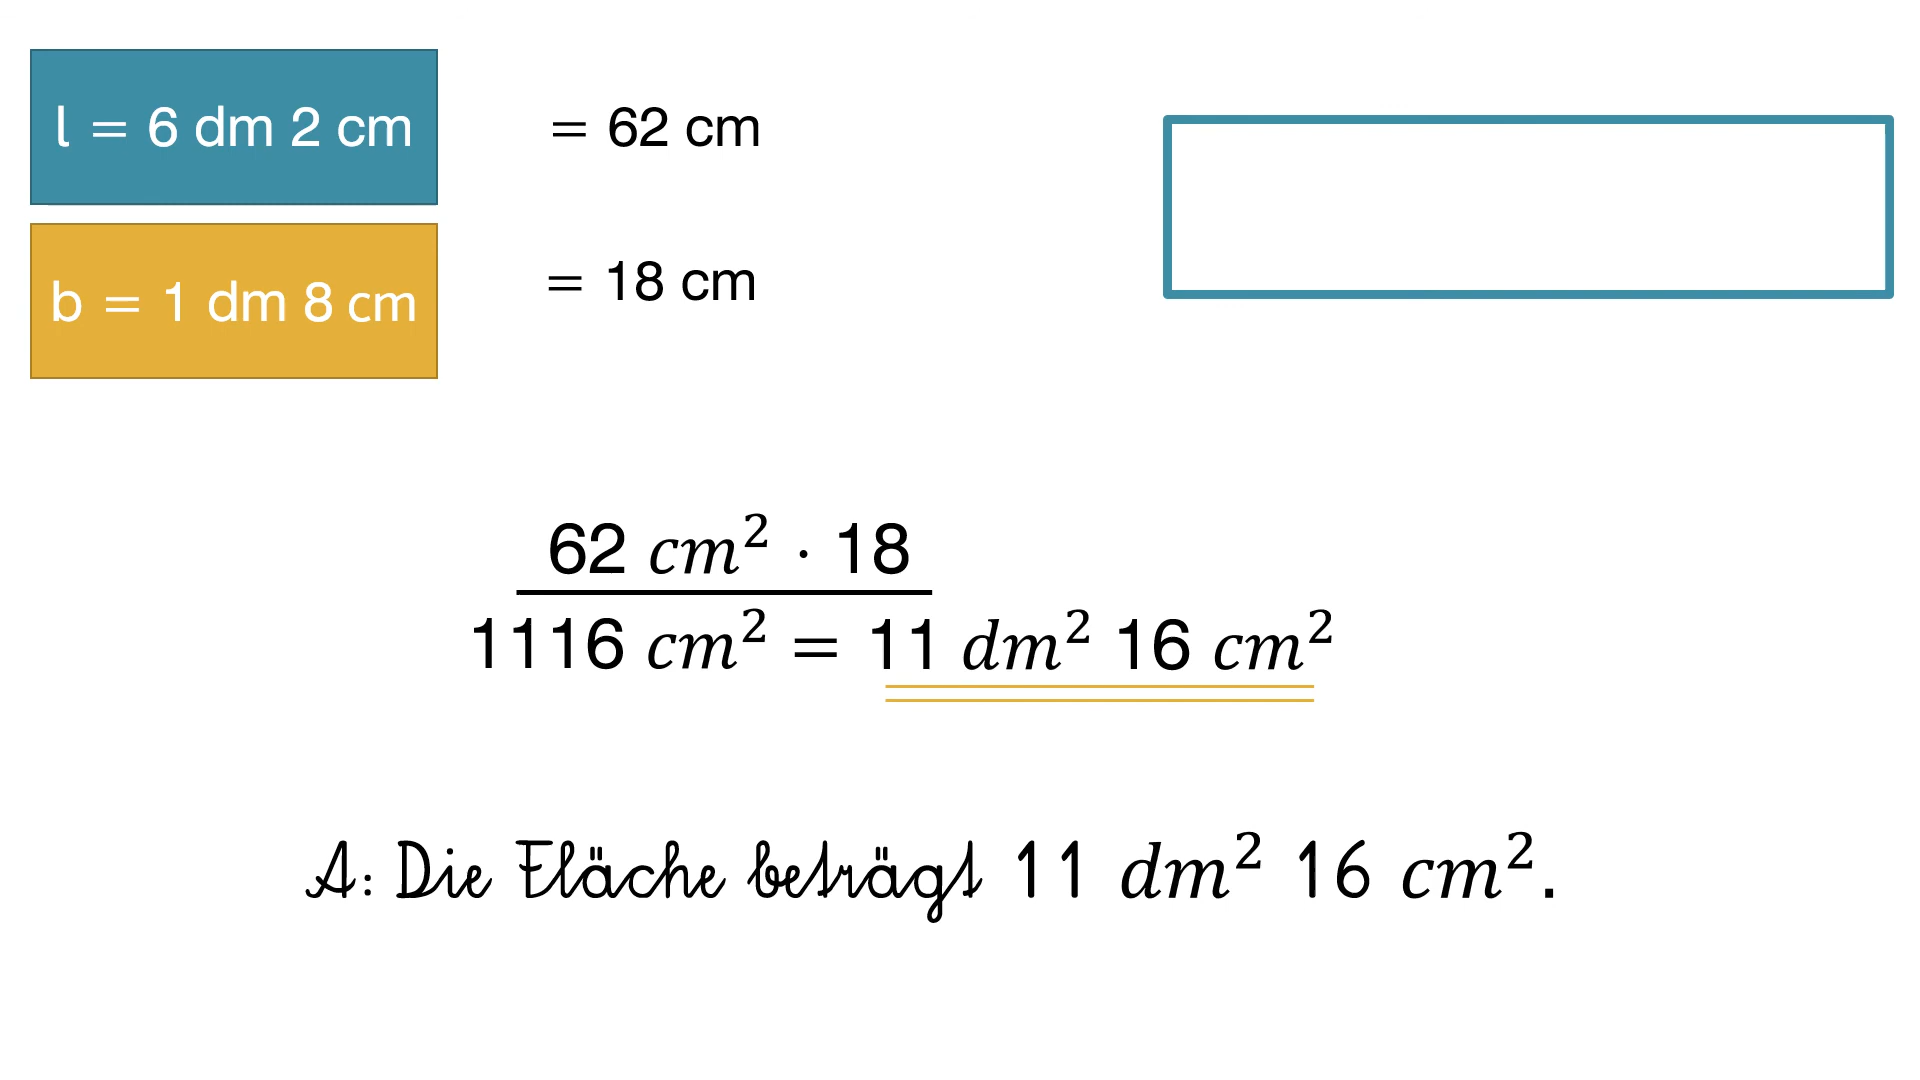 l = 6 dm 2 cm
= 62 cm
b = 1 dm 8 cm
= 18 cm
62 cm² · 18
1116 cm² = 11 dm² 16 cm²
A: Die Fläche beträgt 11 dm² 16 cm².